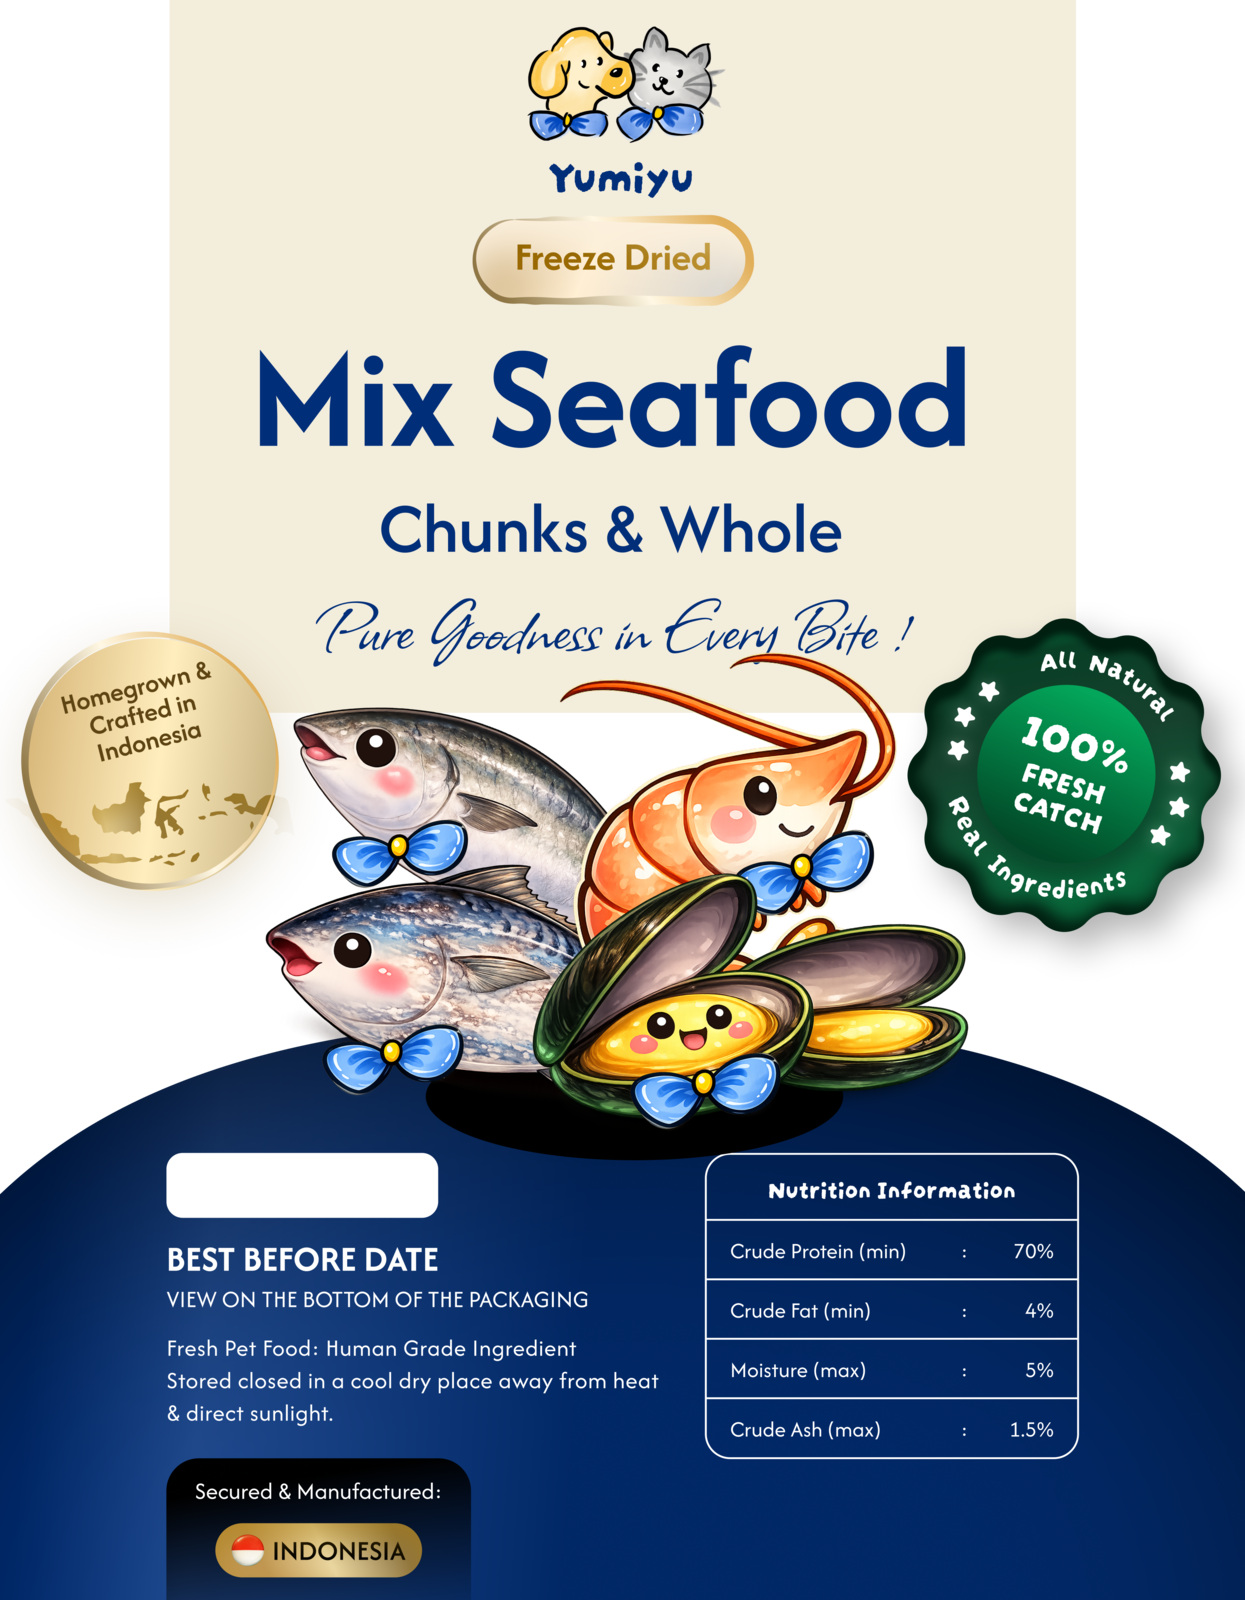 Yumiyu
Freeze Dried
Mix Seafood
Chunks & Whole
Pure Goodness in Every Bite !
Homegrown &
Crafted in
Indonesia
All Natural
100%
FRESH
CATCH
Real Ingredients
BEST BEFORE DATE
VIEW ON THE BOTTOM OF THE PACKAGING
Fresh Pet Food: Human Grade Ingredient
Stored closed in a cool dry place away from heat
& direct sunlight.
Secured & Manufactured:
INDONESIA
Nutrition Information
Crude Protein (min) : 70%
Crude Fat (min) : 4%
Moisture (max) : 5%
Crude Ash (max) : 1.5%